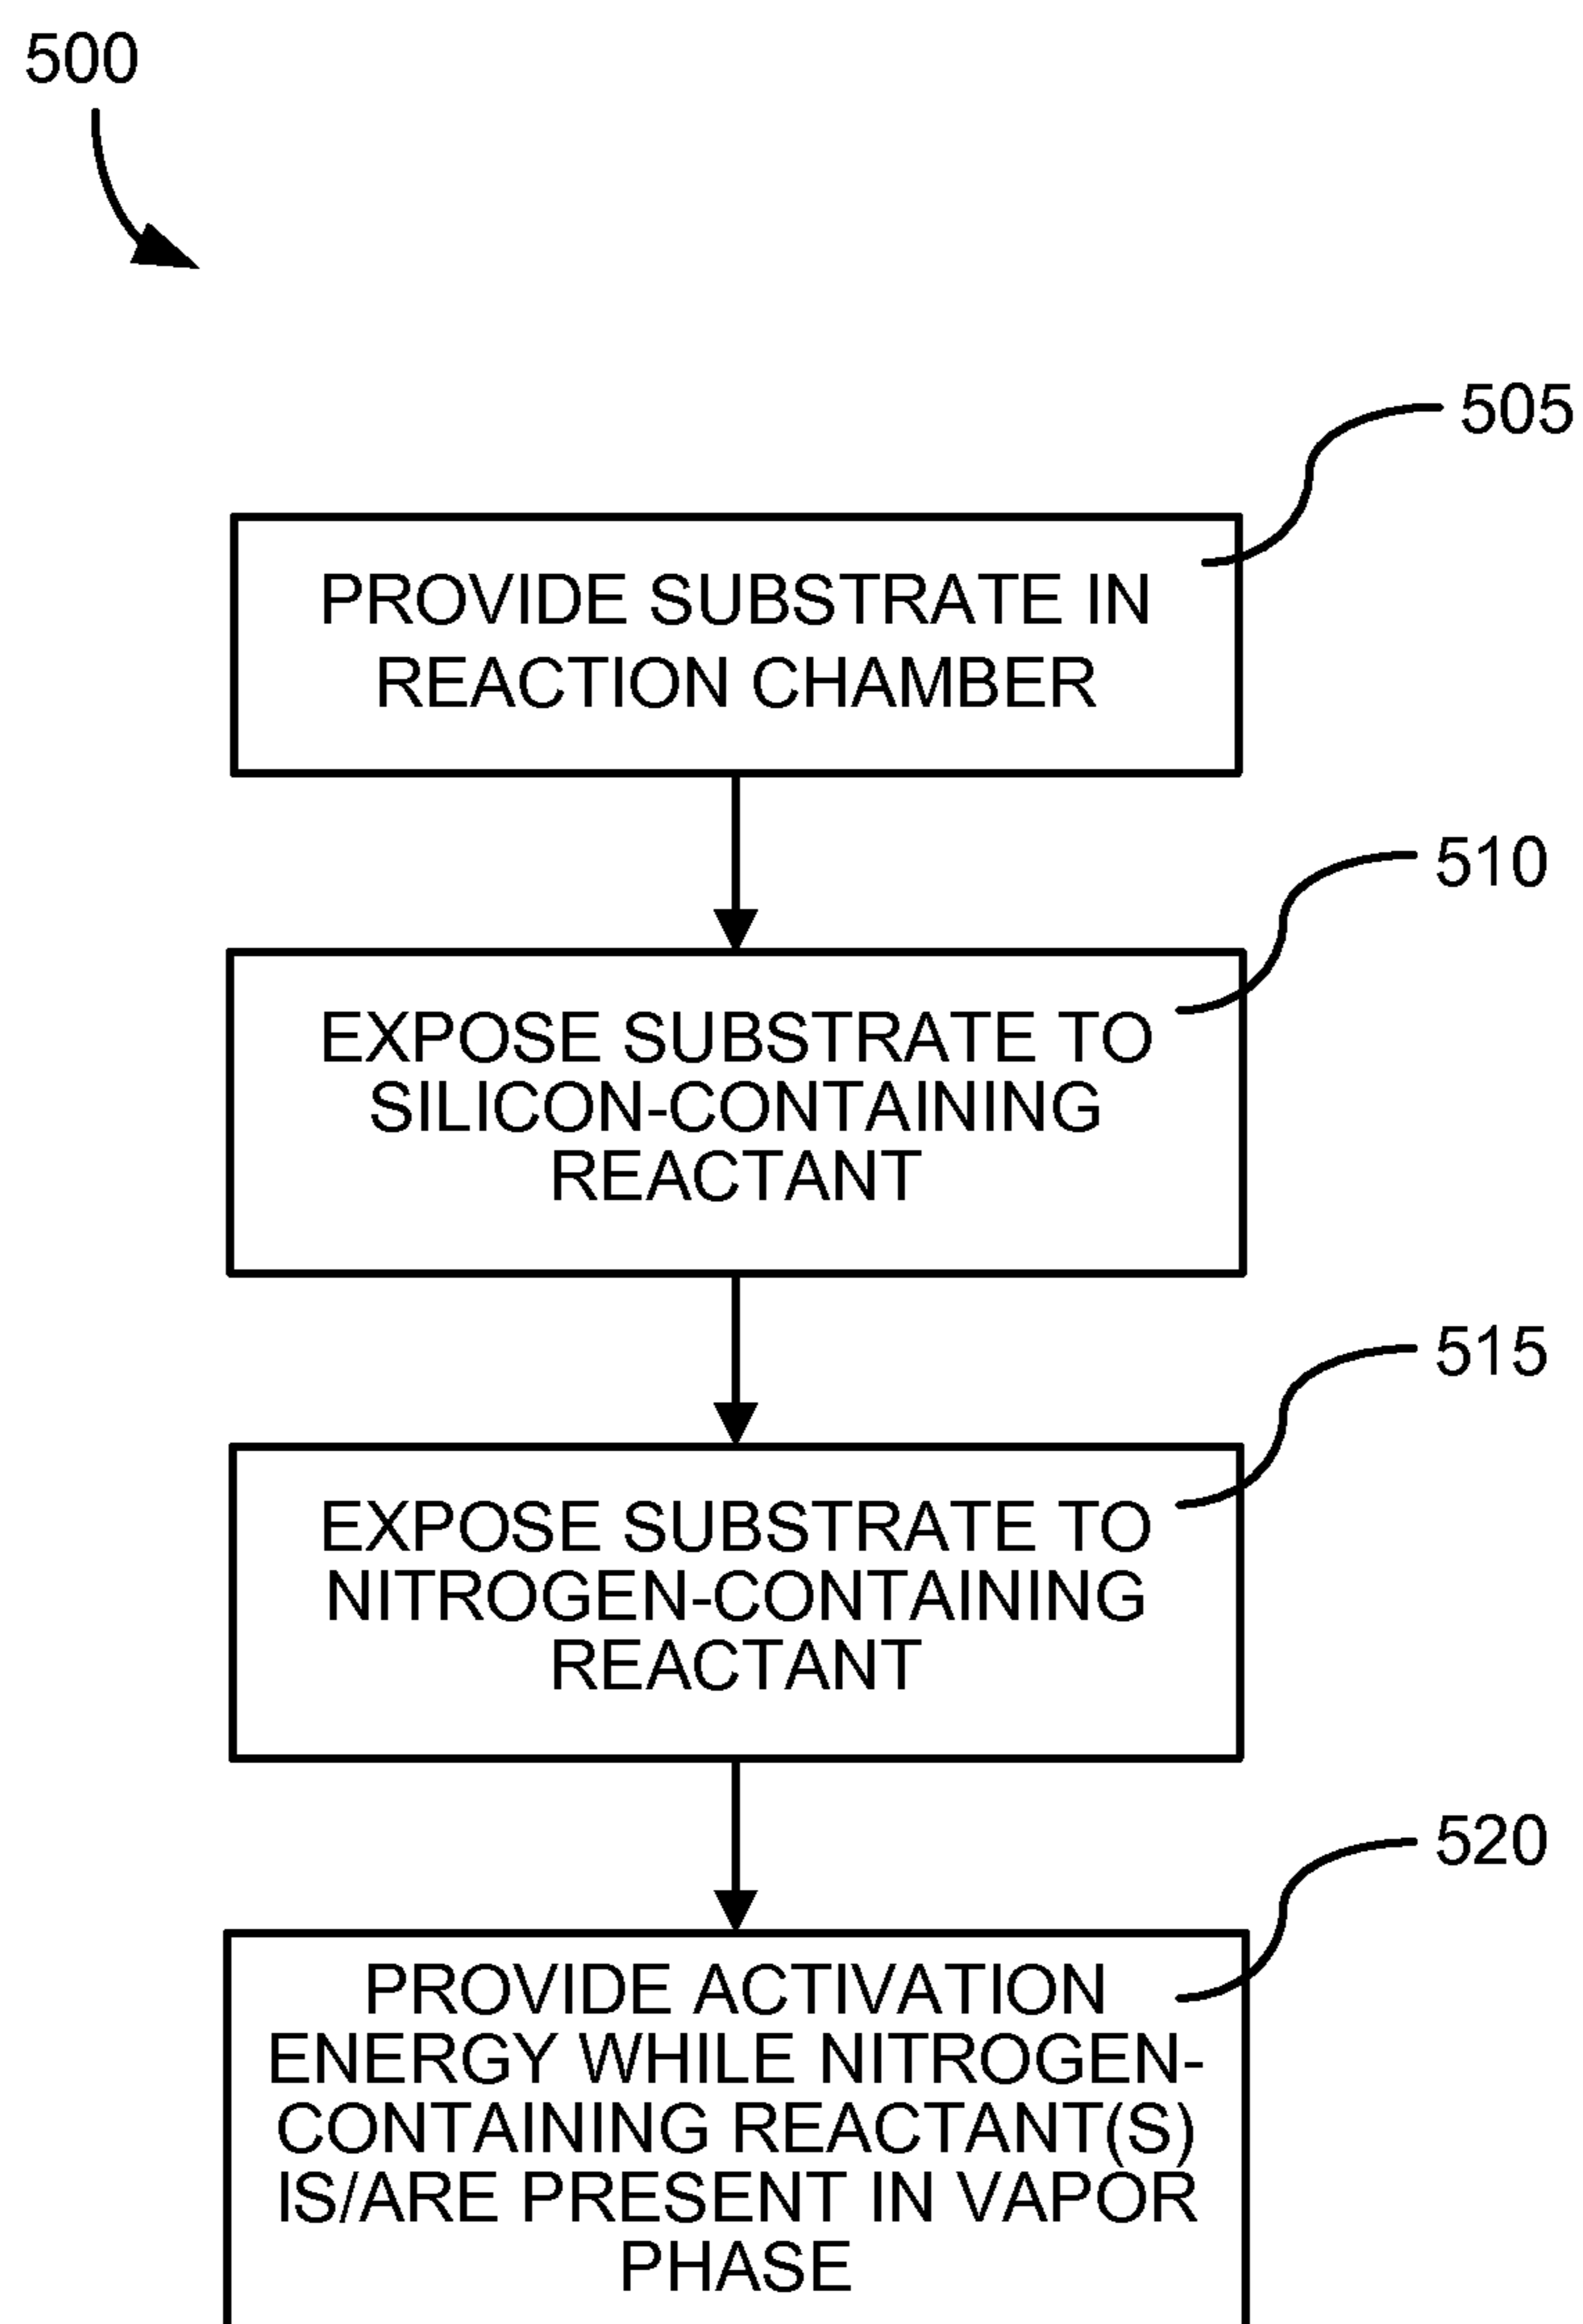 500
505
PROVIDE SUBSTRATE IN
REACTION CHAMBER
510
EXPOSE SUBSTRATE TO
SILICON-CONTAINING
REACTANT
515
EXPOSE SUBSTRATE TO
NITROGEN-CONTAINING
REACTANT
520
PROVIDE ACTIVATION
ENERGY WHILE NITROGEN-
CONTAINING REACTANT(S)
IS/ARE PRESENT IN VAPOR
PHASE